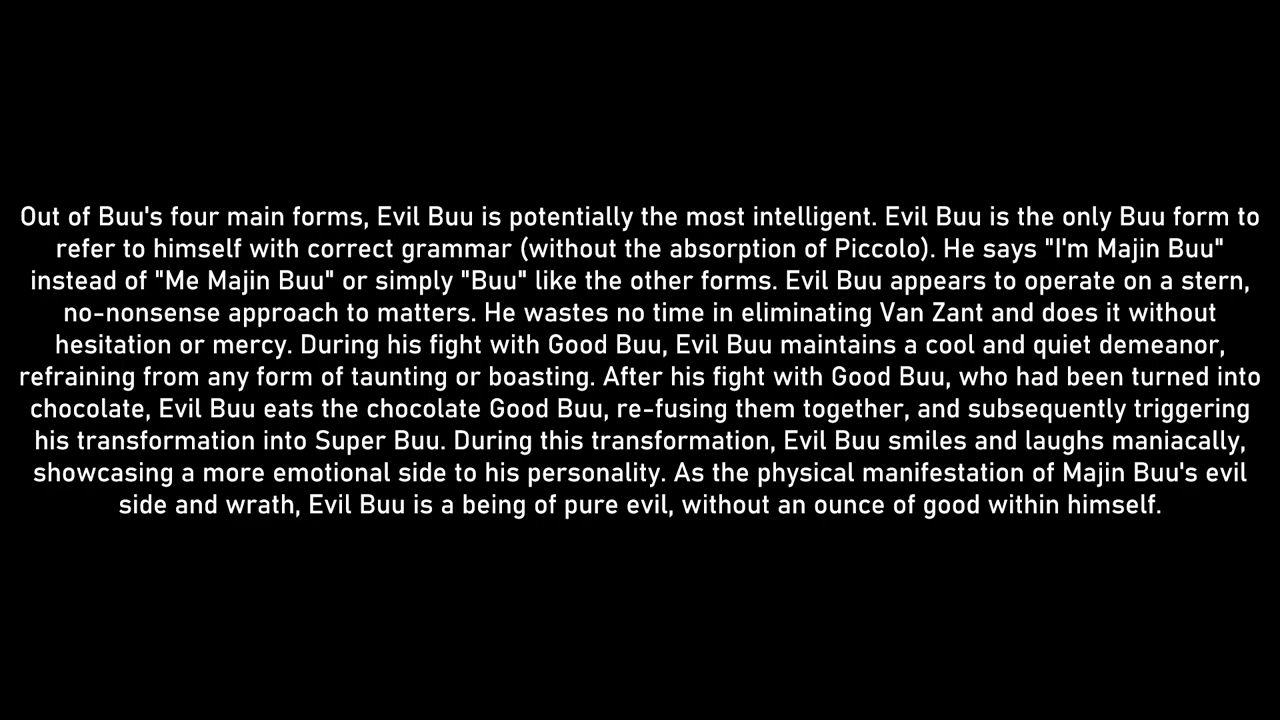 Out of Buu's four main forms, Evil Buu is potentially the most intelligent. Evil Buu is the only Buu form to
refer to himself with correct grammar (without the absorption of Piccolo). He says "I'm Majin Buu"
instead of "Me Majin Buu" or simply "Buu" like the other forms. Evil Buu appears to operate on a stern,
no-nonsense approach to matters. He wastes no time in eliminating Van Zant and does it without
hesitation or mercy. During his fight with Good Buu, Evil Buu maintains a cool and quiet demeanor,
refraining from any form of taunting or boasting. After his fight with Good Buu, who had been turned into
chocolate, Evil Buu eats the chocolate Good Buu, re-fusing them together, and subsequently triggering
his transformation into Super Buu. During this transformation, Evil Buu smiles and laughs maniacally,
showcasing a more emotional side to his personality. As the physical manifestation of Majin Buu's evil
side and wrath, Evil Buu is a being of pure evil, without an ounce of good within himself.